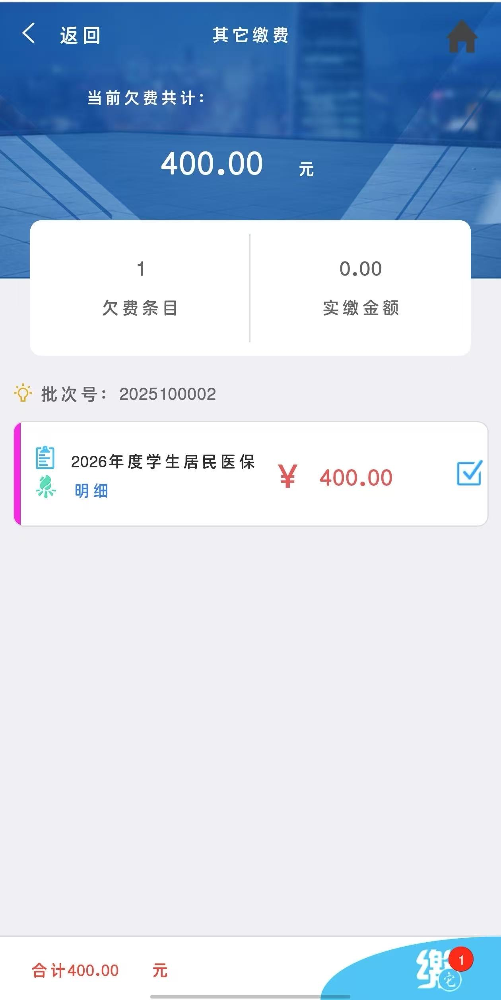 返回
其它缴费
当前欠费共计：
400.00 元
1
欠费条目
0.00
实缴金额
批次号：2025100002
2026年度学生居民医保
明细
¥ 400.00
合计400.00 元
缴
它
1